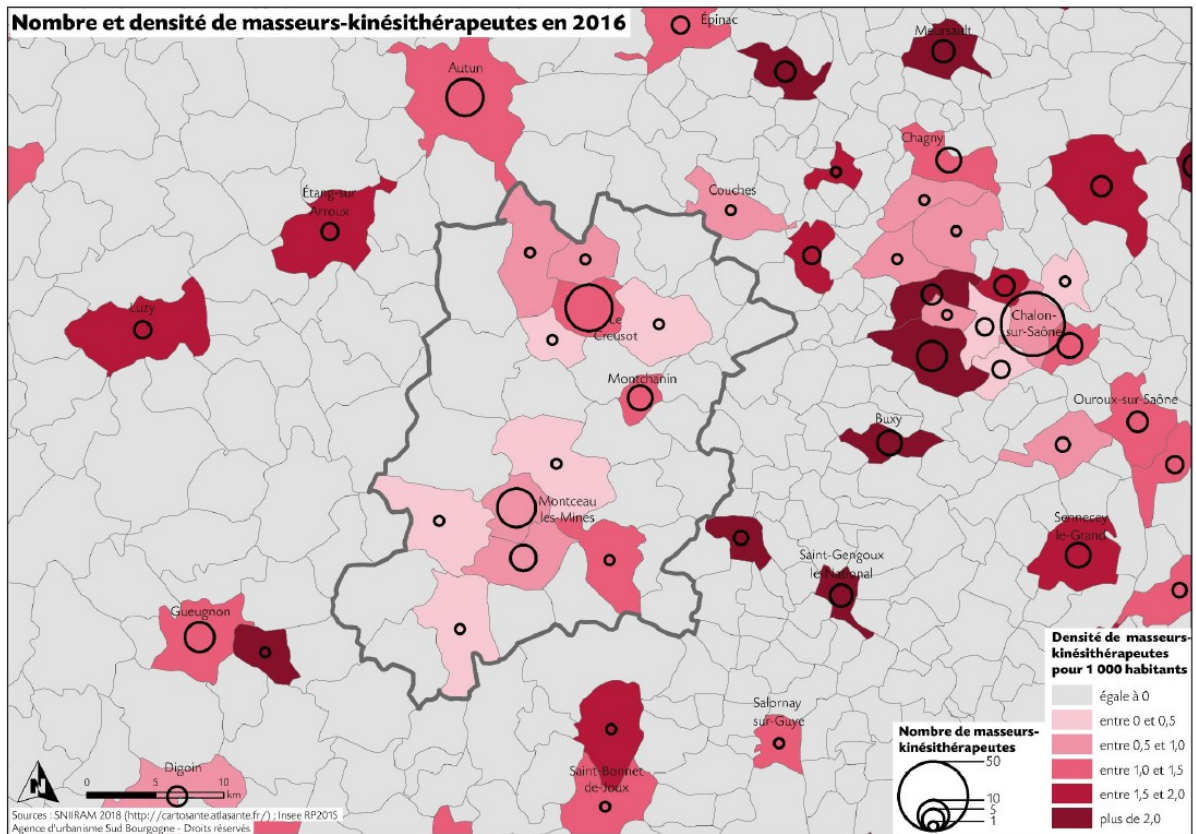 Nombre et densité de masseurs-kinésithérapeutes en 2016
Épinac
Meursault
Autun
Chagny
Étang-sur
Arroux
Couches
Luzy
Le
Creusot
Chalon-
sur-Saône
Montchanin
Ouroux-sur-Saône
Buxy
Montceau
les-Mines
Sennecey
le-Grand
Saint-Gengoux
le-National
Gueugnon
Salornay
sur-Guye
Digoin
Saint-Bonnet
de-Joux
Densité de masseurs-
kinésithérapeutes
pour 1 000 habitants
égale à 0
entre 0 et 0,5
entre 0,5 et 1,0
entre 1,0 et 1,5
entre 1,5 et 2,0
plus de 2,0
Nombre de masseurs-
kinésithérapeutes
50
10
5
1
N
0 5 10
km
Sources : SNIIRAM 2018 (http://cartosante.atlasante.fr/) ; Insee RP2015
Agence d'urbanisme Sud Bourgogne - Droits réservés